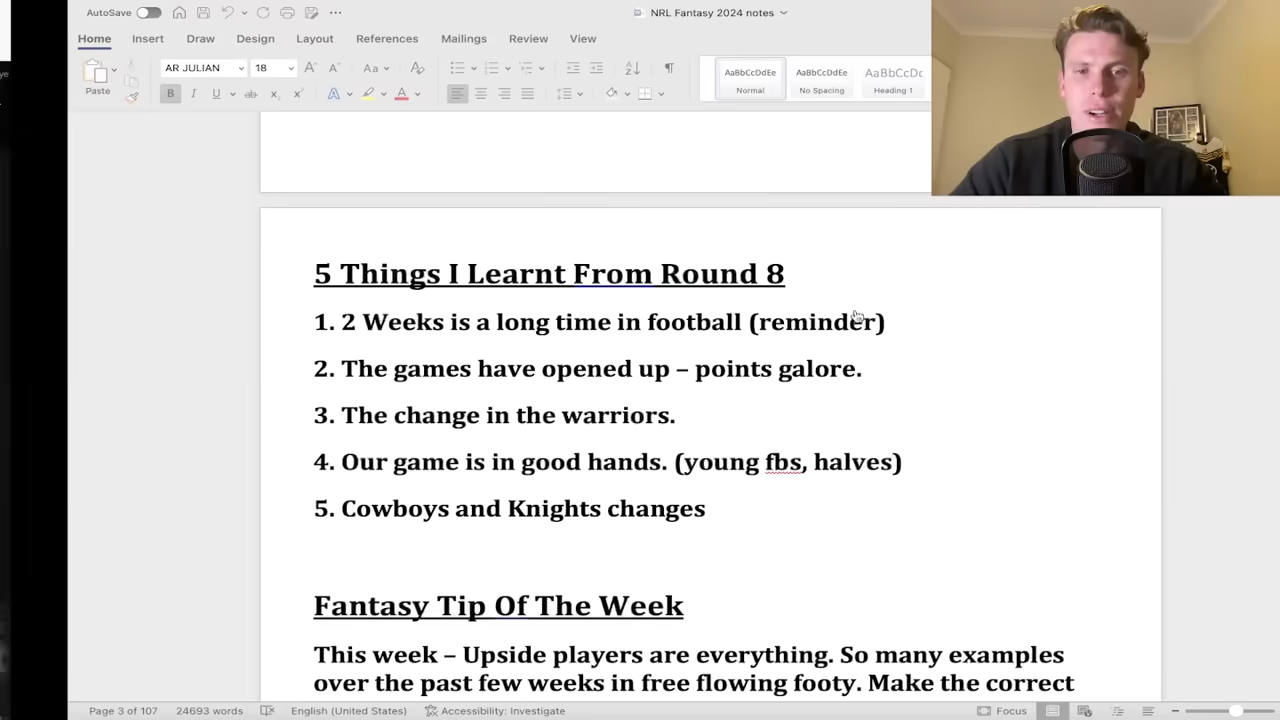 AutoSave
NRL Fantasy 2024 notes
Home Insert Draw Design Layout References Mailings Review View
Paste
AR JULIAN 18
AaBbCcDdEe AaBbCcDdEe AaBbCcDc
Normal No Spacing Heading 1
5 Things I Learnt From Round 8
1. 2 Weeks is a long time in football (reminder)
2. The games have opened up – points galore.
3. The change in the warriors.
4. Our game is in good hands. (young fbs, halves)
5. Cowboys and Knights changes
Fantasy Tip Of The Week
This week – Upside players are everything. So many examples
over the past few weeks in free flowing footy. Make the correct
Page 3 of 107 24693 words English (United States) Accessibility: Investigate Focus